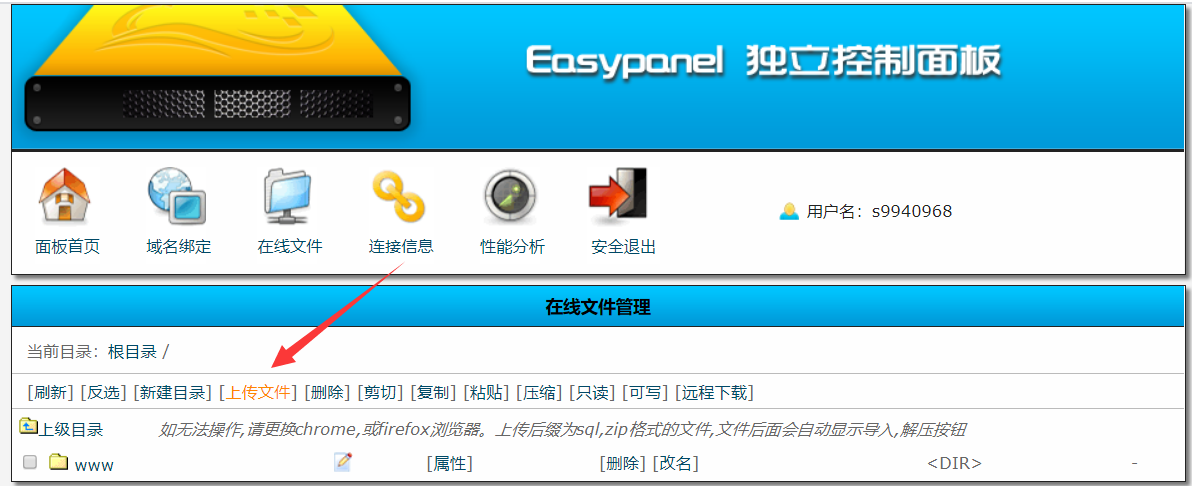 Easypanel 独立控制面板
面板首页 域名绑定 在线文件 连接信息 性能分析 安全退出 用户名：s9940968
在线文件管理
当前目录：根目录 /
[刷新] [反选] [新建目录] [上传文件] [删除] [剪切] [复制] [粘贴] [压缩] [只读] [可写] [远程下载]
上级目录 如无法操作,请更换chrome,或firefox浏览器。上传后缀为sql,zip格式的文件,文件后面会自动显示导入,解压按钮
www [属性] [删除] [改名] <DIR> -